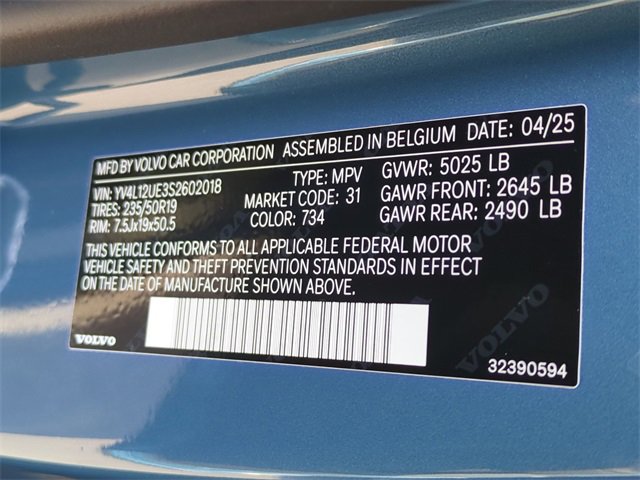 MFD BY VOLVO CAR CORPORATION ASSEMBLED IN BELGIUM DATE: 04/25
VIN: YV4L12UE3S2602018 TYPE: MPV GVWR: 5025 LB
TIRES: 235/50R19 MARKET CODE: 31 GAWR FRONT: 2645 LB
RIM: 7.5Jx19x50.5 COLOR: 734 GAWR REAR: 2490 LB
THIS VEHICLE CONFORMS TO ALL APPLICABLE FEDERAL MOTOR
VEHICLE SAFETY AND THEFT PREVENTION STANDARDS IN EFFECT
ON THE DATE OF MANUFACTURE SHOWN ABOVE.
VOLVO
VOLVO
32390594